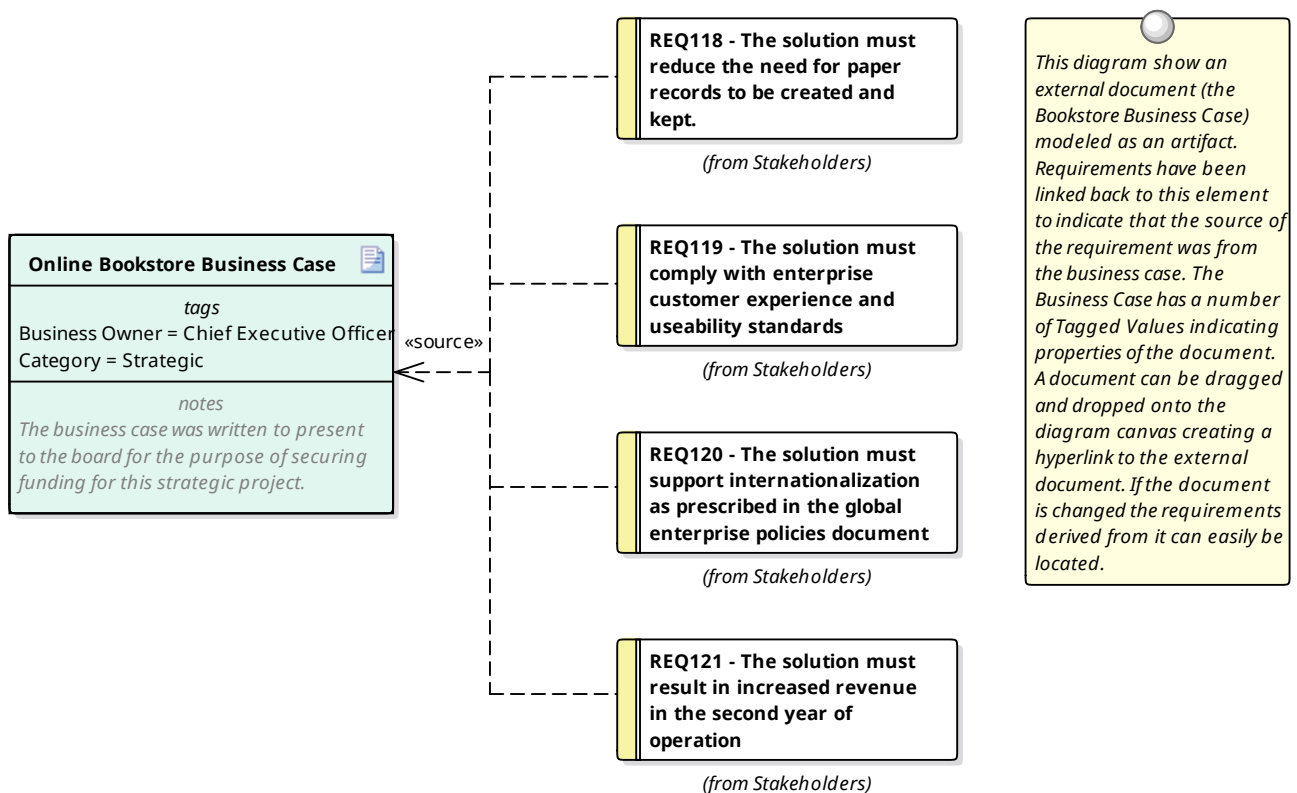 Online Bookstore Business Case
tags
Business Owner = Chief Executive Officer
Category = Strategic
notes
The business case was written to present
to the board for the purpose of securing
funding for this strategic project.
«source»
REQ118 - The solution must
reduce the need for paper
records to be created and
kept.
(from Stakeholders)
REQ119 - The solution must
comply with enterprise
customer experience and
useability standards
(from Stakeholders)
REQ120 - The solution must
support internationalization
as prescribed in the global
enterprise policies document
(from Stakeholders)
REQ121 - The solution must
result in increased revenue
in the second year of
operation
(from Stakeholders)
This diagram show an
external document (the
Bookstore Business Case)
modeled as an artifact.
Requirements have been
linked back to this element
to indicate that the source of
the requirement was from
the business case. The
Business Case has a number
of Tagged Values indicating
properties of the document.
A document can be dragged
and dropped onto the
diagram canvas creating a
hyperlink to the external
document. If the document
is changed the requirements
derived from it can easily be
located.